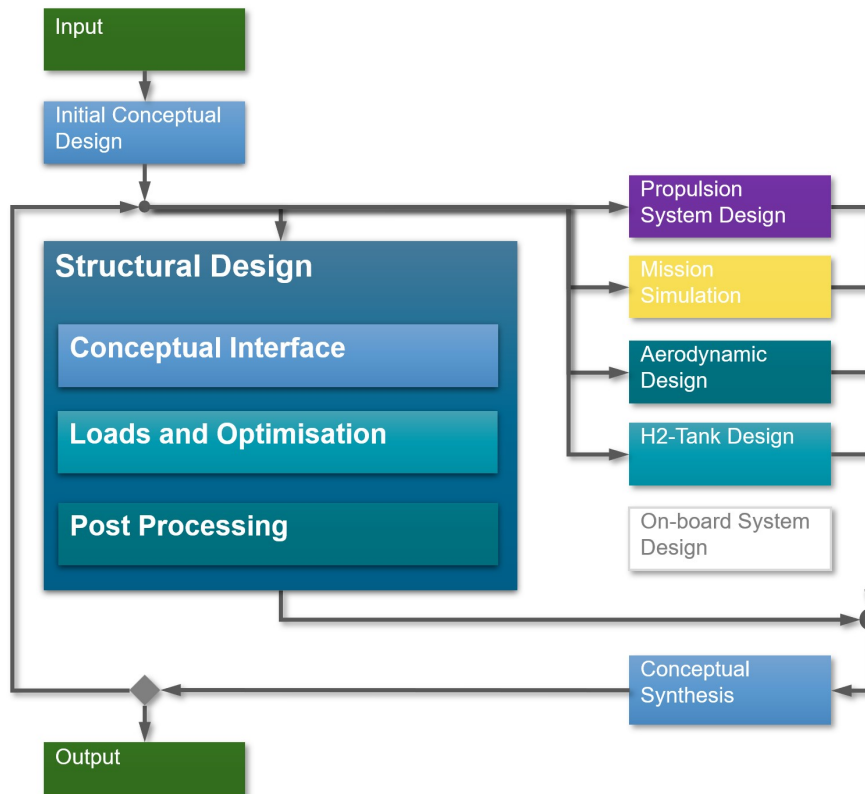 Input
Initial Conceptual
Design
Propulsion
System Design
Structural Design
Mission
Simulation
Conceptual Interface
Aerodynamic
Design
Loads and Optimisation
H2-Tank Design
Post Processing
On-board System
Design
Conceptual
Synthesis
Output